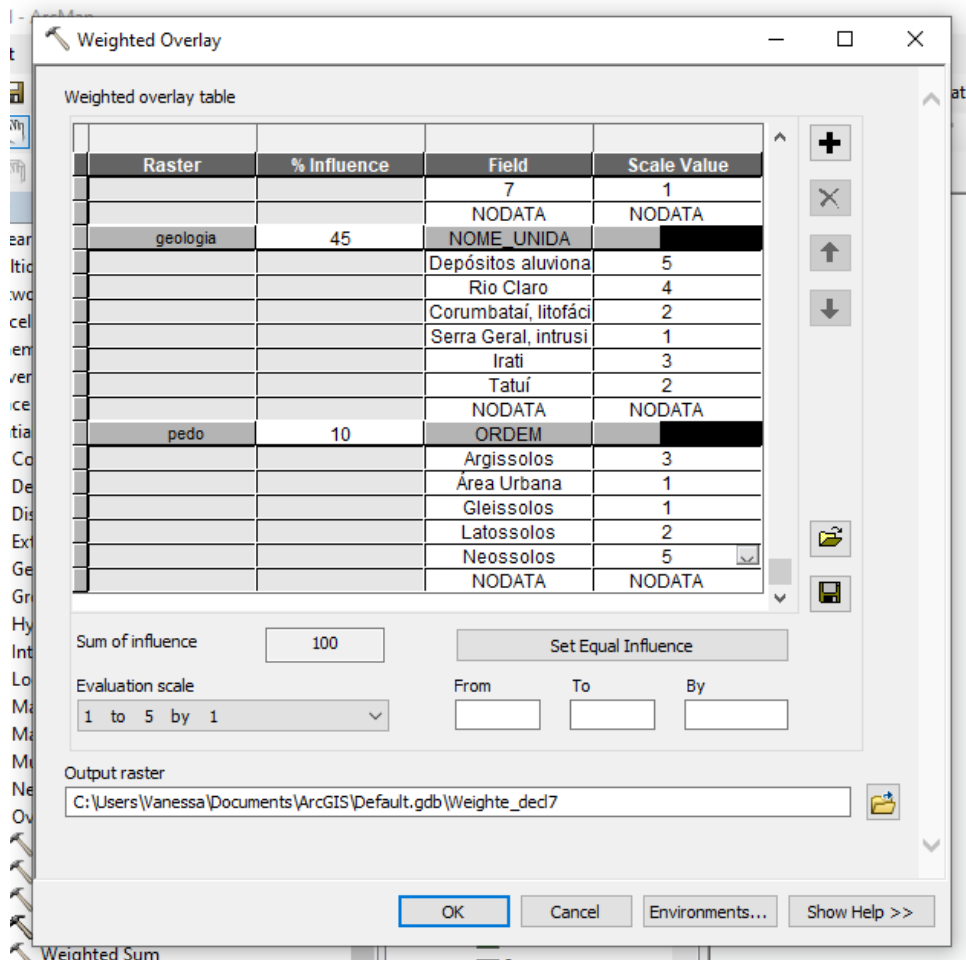 Weighted Overlay
Weighted overlay table
Raster % Influence Field Scale Value
7 1
NODATA NODATA
geologia 45 NOME_UNIDA
Depósitos aluviona 5
Rio Claro 4
Corumbataí, litofáci 2
Serra Geral, intrusi 1
Irati 3
Tatuí 2
NODATA NODATA
pedo 10 ORDEM
Argissolos 3
Área Urbana 1
Gleissolos 1
Latossolos 2
Neossolos 5
NODATA NODATA
Sum of influence 100 Set Equal Influence
Evaluation scale From To By
1 to 5 by 1
Output raster
C:\Users\Vanessa\Documents\ArcGIS\Default.gdb\Weighte_decl7
OK Cancel Environments... Show Help >>
Weighted Sum